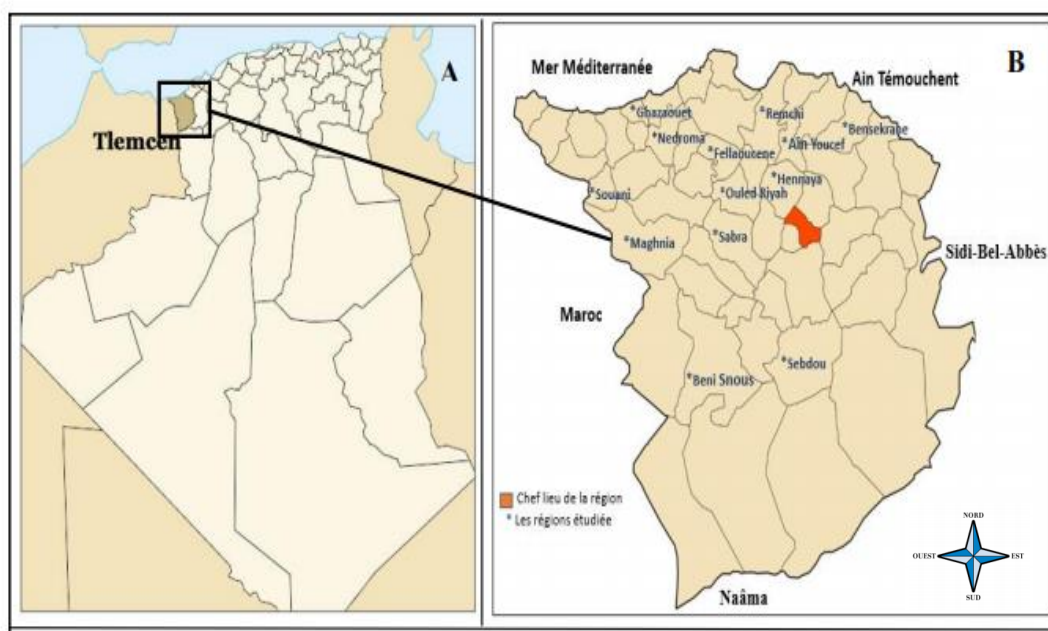 A
Tlemcen
B
Mer Méditerranée
Ain Témouchent
*Ghazaouet
*Remchi
*Bensekrane
*Nedroma
*Aïn Youcef
*Fellaoucene
*Hennaya
*Souani
*Ouled Riyah
*Maghnia
*Sabra
Sidi-Bel-Abbès
Maroc
*Sebdou
*Beni Snous
Chef lieu de la région
* Les régions étudiée
NORD
OUEST
EST
SUD
Naâma